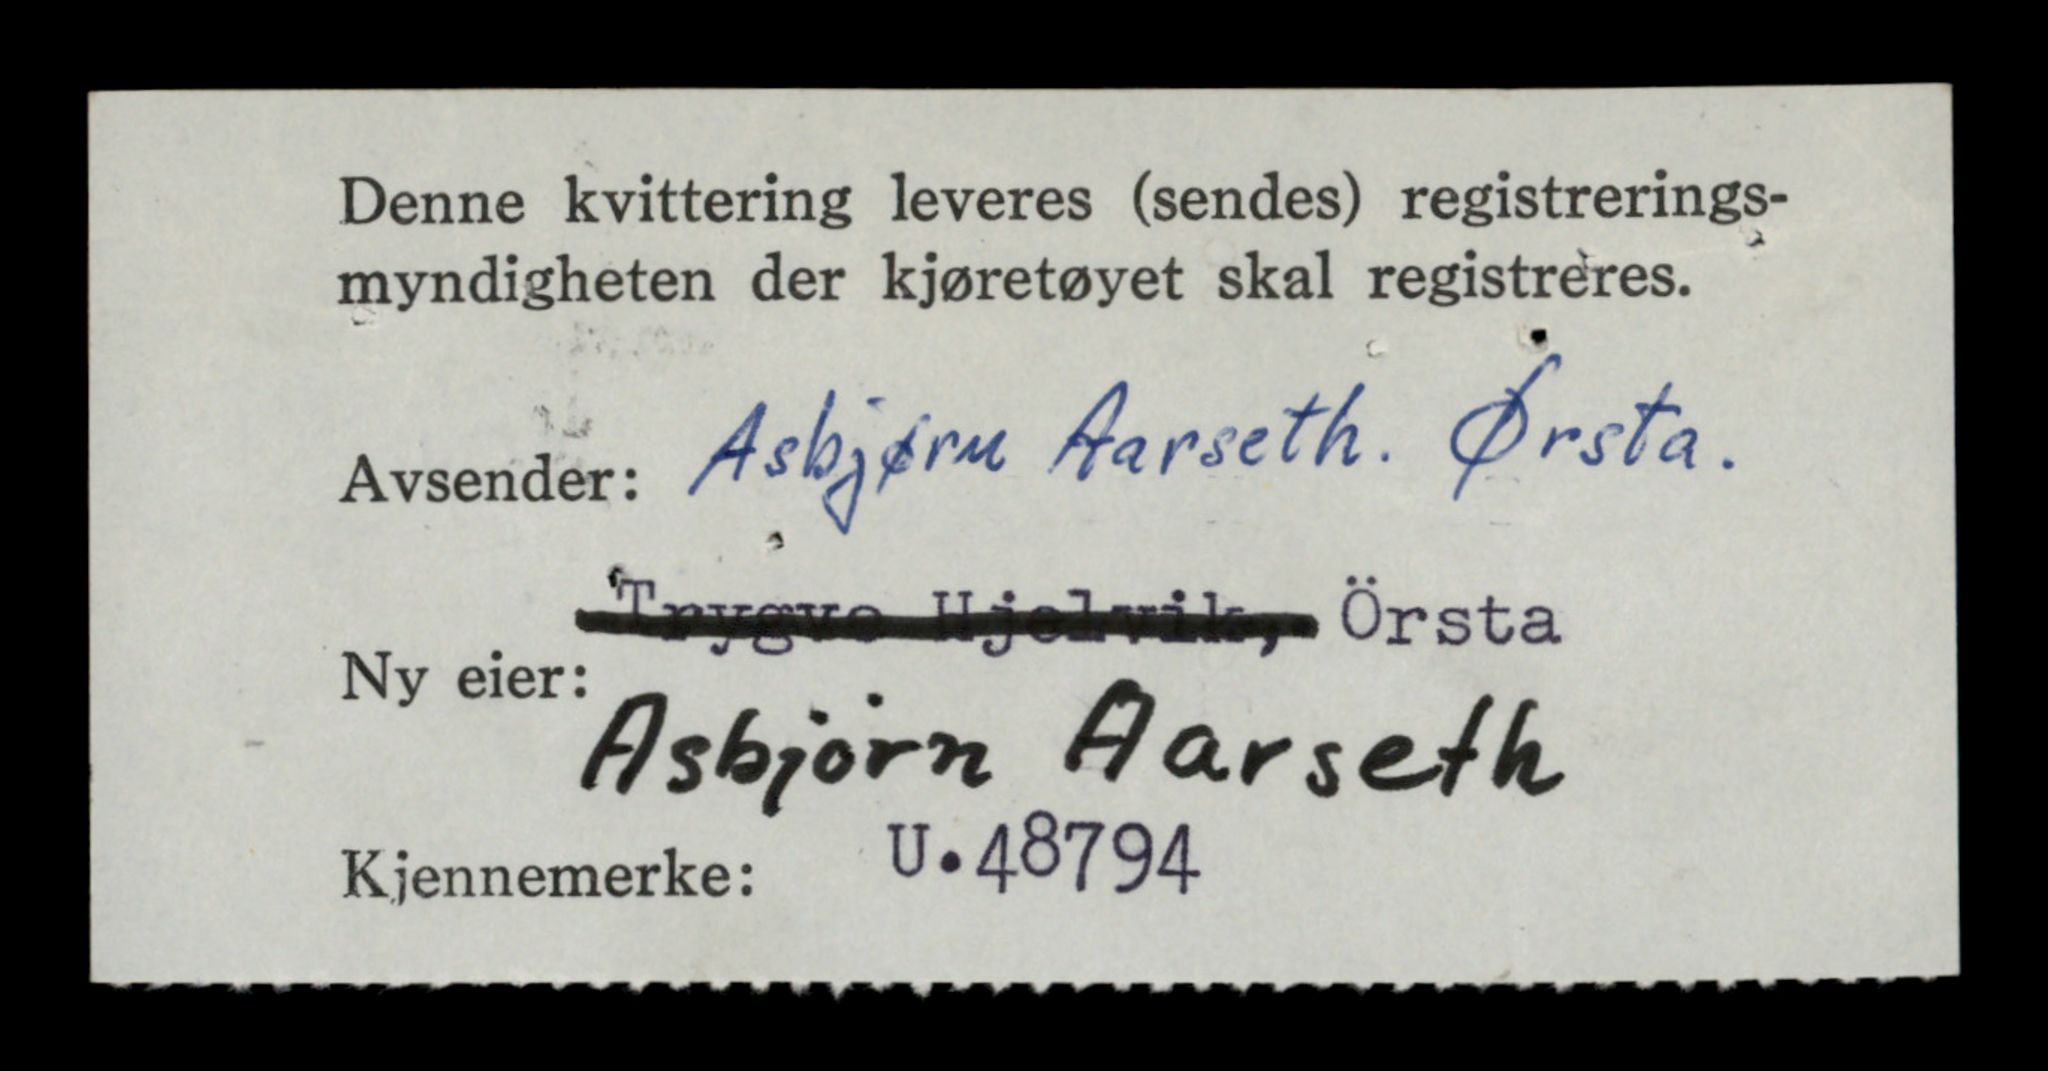 Denne kvittering leveres (sendes) registrerings-
myndigheten der kjøretøyet skal registreres.
Avsender: Asbjørn Aarseth. Ørsta.
Trygve Hjelvik, Örsta
Ny eier:
Asbjörn Aarseth
Kjennemerke: U.48794